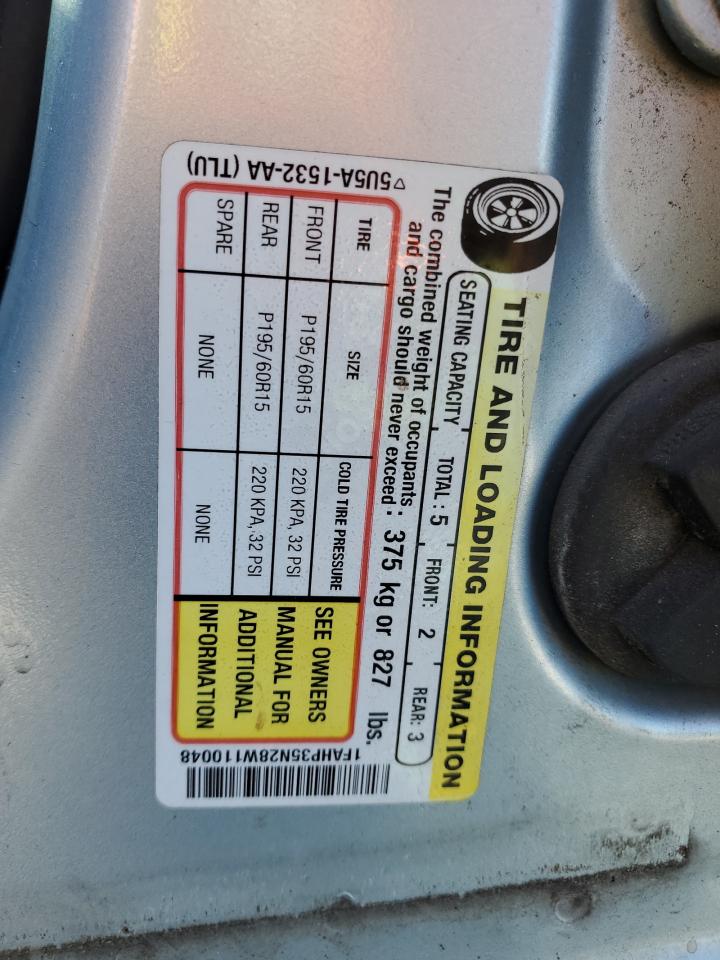 TIRE AND LOADING INFORMATION
SEATING CAPACITY TOTAL : 5 FRONT: 2 REAR: 3
The combined weight of occupants
and cargo should never exceed : 375 kg or 827 lbs.
TIRE SIZE COLD TIRE PRESSURE
FRONT P195/60R15 220 KPA, 32 PSI
REAR P195/60R15 220 KPA, 32 PSI
SPARE NONE NONE
SEE OWNERS
MANUAL FOR
ADDITIONAL
INFORMATION
5U5A-1532-AA (TLU)
1FAHP35N28W110048